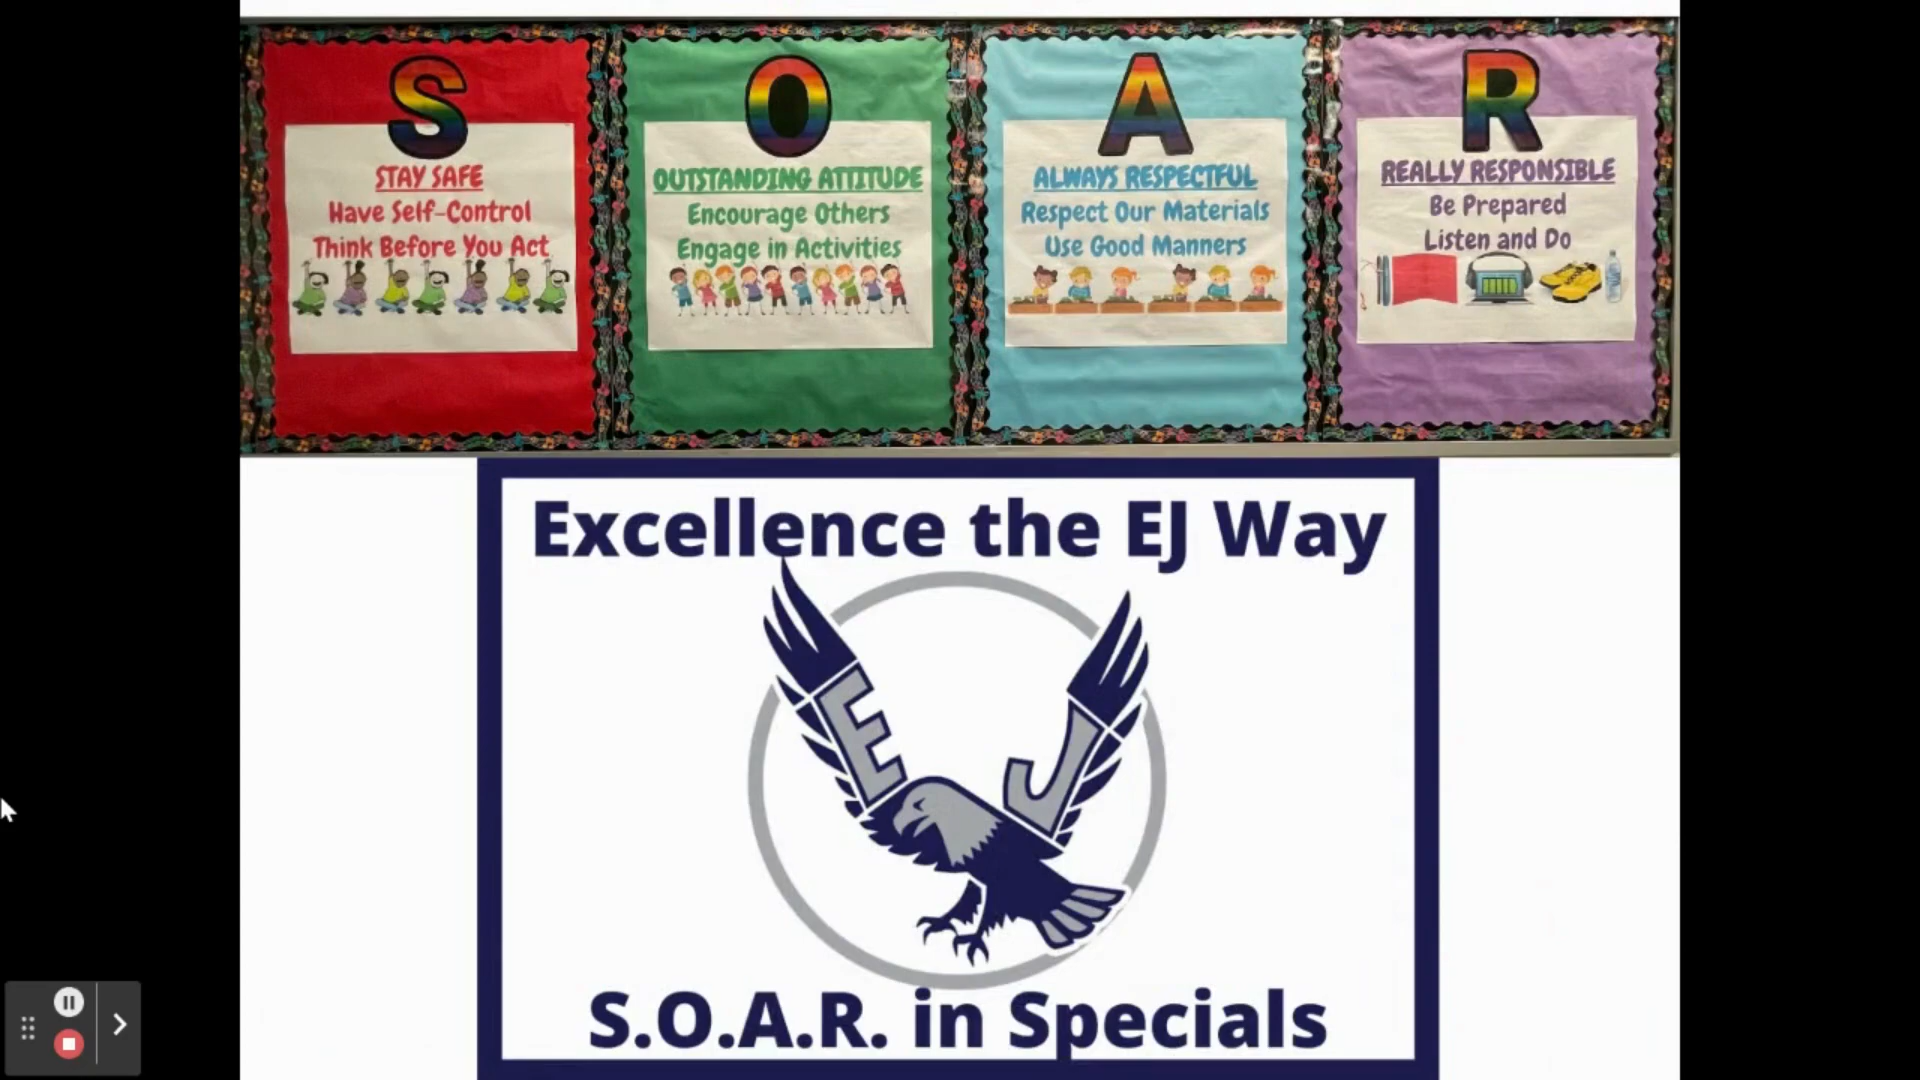 S
STAY SAFE
Have Self-Control
Think Before You Act
O
OUTSTANDING ATTITUDE
Encourage Others
Engage in Activities
A
ALWAYS RESPECTFUL
Respect Our Materials
Use Good Manners
R
REALLY RESPONSIBLE
Be Prepared
Listen and Do
Excellence the EJ Way
E J
S.O.A.R. in Specials